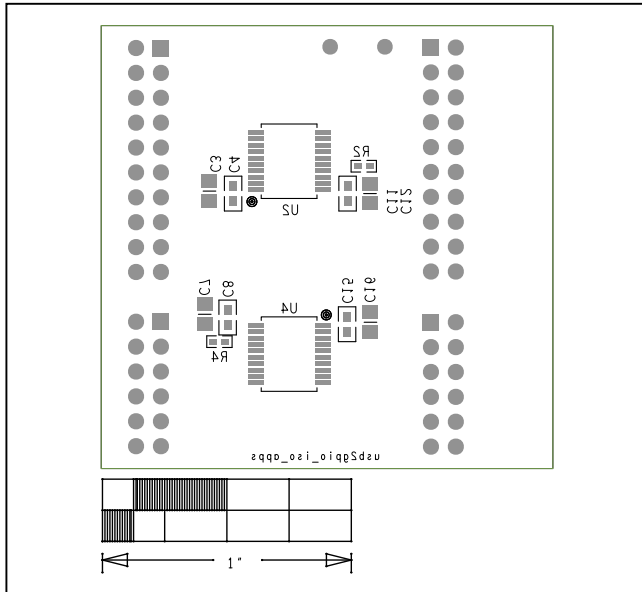 R2
C3
C4
C11
C12
U2
C7
C8
C15
C16
U4
R4
usb2gpio_iso_apps
1"